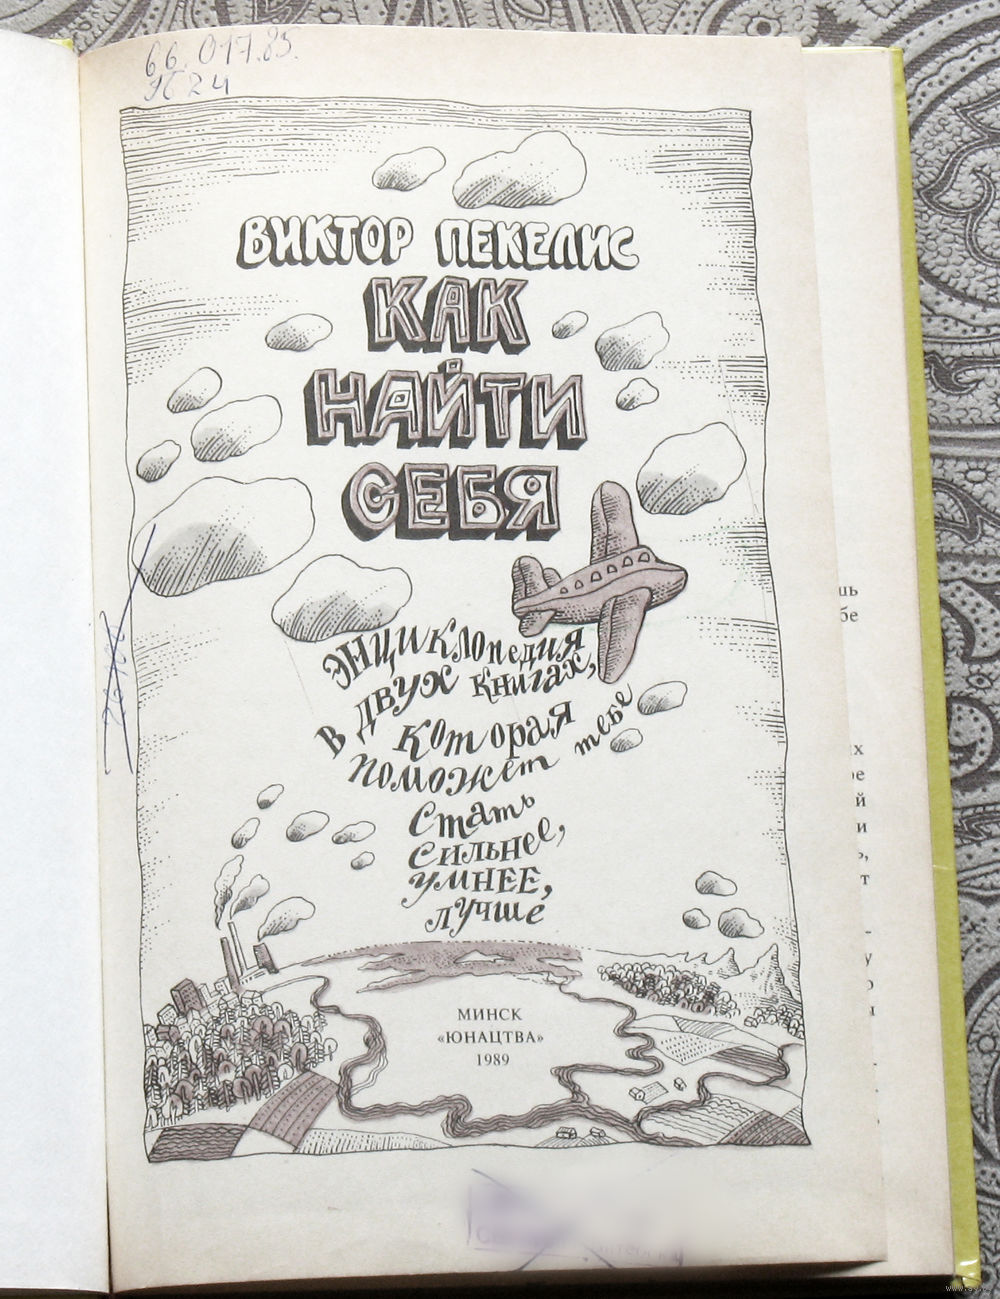 66.017.85.
П24
ВИКТОР ПЕКЕЛИС
КАК
НАЙТИ
СЕБЯ
ЭНЦИКЛОПЕДИЯ
В ДВУХ КНИГАХ,
КОТОРАЯ
ПОМОЖЕТ ТЕБЕ
СТАТЬ
СИЛЬНЕЕ,
УМНЕЕ,
ЛУЧШЕ
МИНСК
«ЮНАЦТВА»
1989